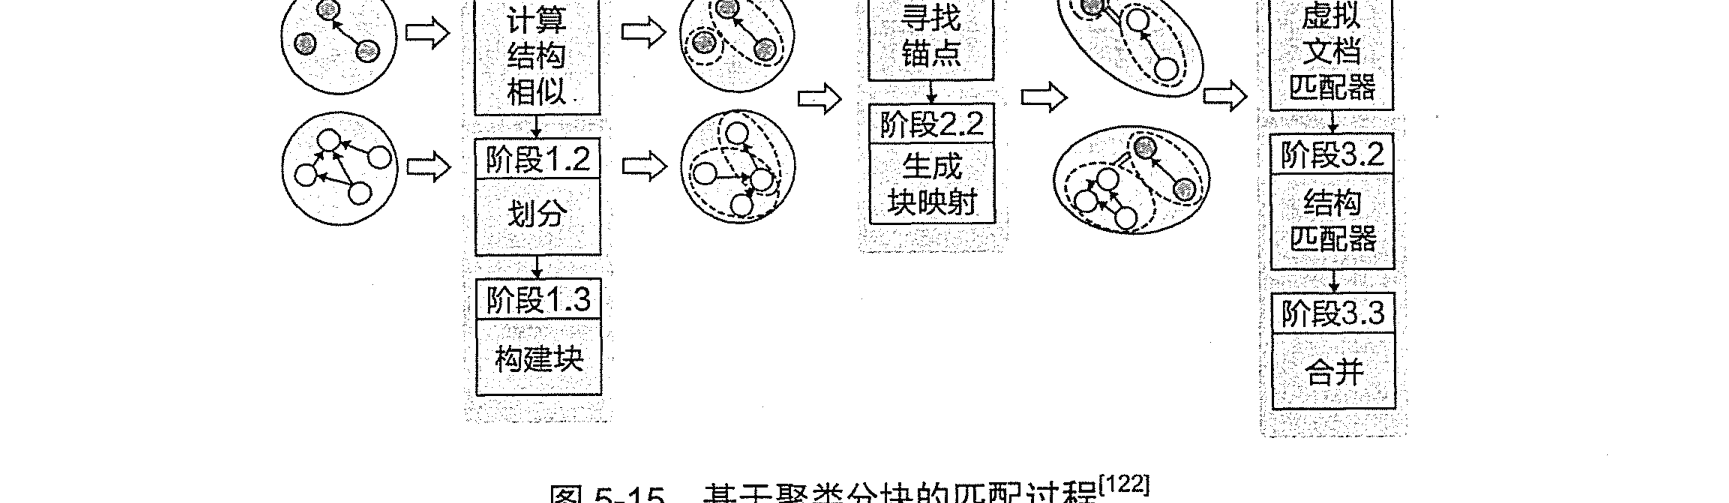 计算
结构
相似
阶段1.2
划分
阶段1.3
构建块
寻找
锚点
阶段2.2
生成
块映射
虚拟
文档
匹配器
阶段3.2
结构
匹配器
阶段3.3
合并
图 5-15 基于聚类分块的匹配过程[122]